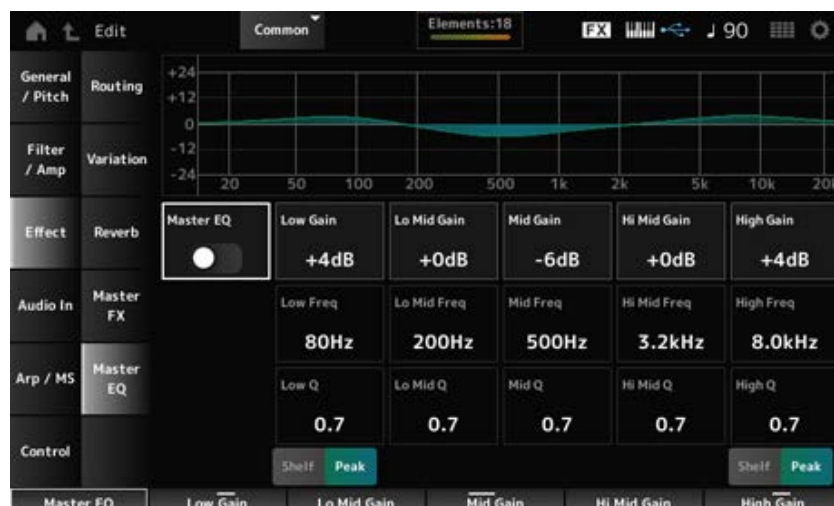 Edit
Common
Elements:18
FX
90
General / Pitch
Filter / Amp
Effect
Audio In
Arp / MS
Control
Routing
Variation
Reverb
Master FX
Master EQ
+24
+12
0
-12
-24
20 50 100 200 500 1k 2k 5k 10k 20
Master EQ
Low Gain
+4dB
Lo Mid Gain
+0dB
Mid Gain
-6dB
Hi Mid Gain
+0dB
High Gain
+4dB
Low Freq
80Hz
Lo Mid Freq
200Hz
Mid Freq
500Hz
Hi Mid Freq
3.2kHz
High Freq
8.0kHz
Low Q
0.7
Lo Mid Q
0.7
Mid Q
0.7
Hi Mid Q
0.7
High Q
0.7
Shelf Peak
Shelf Peak
Master EQ Low Gain Lo Mid Gain Mid Gain Hi Mid Gain High Gain